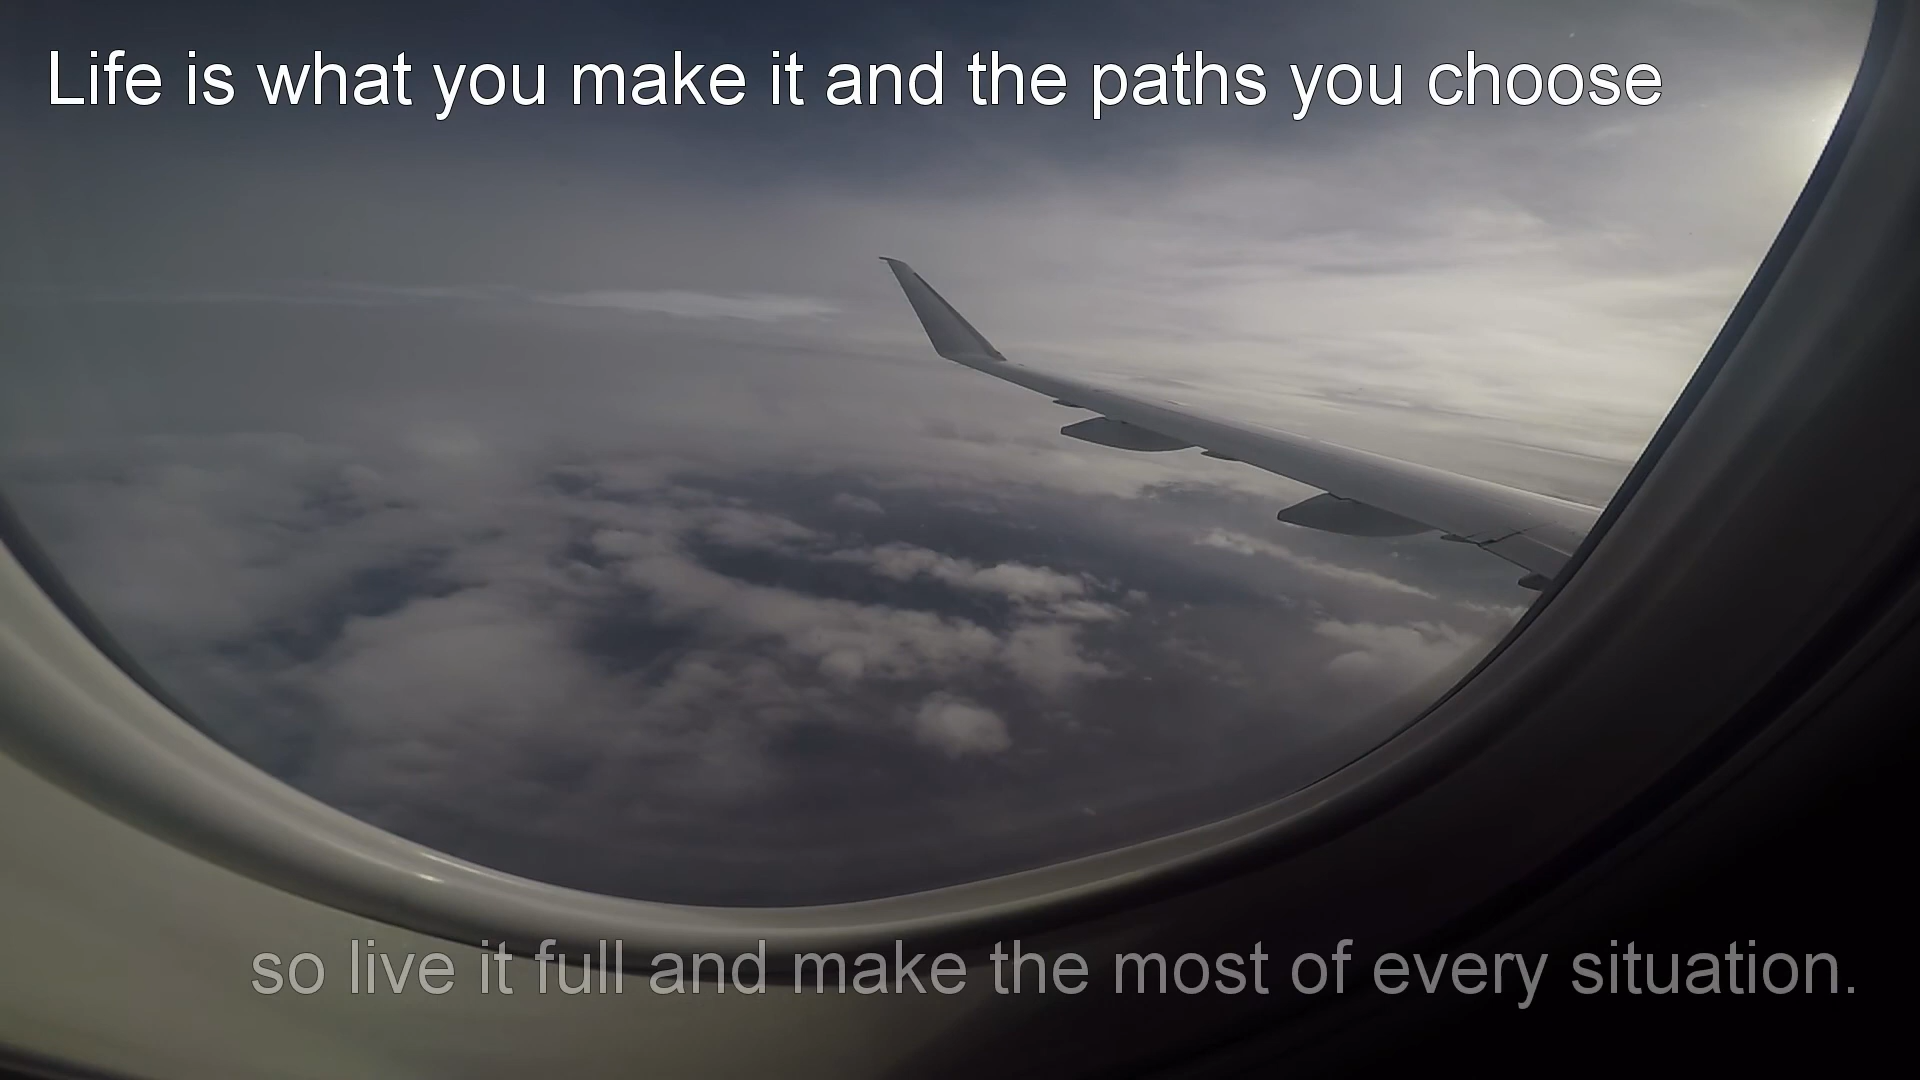 Life is what you make it and the paths you choose
so live it full and make the most of every situation.